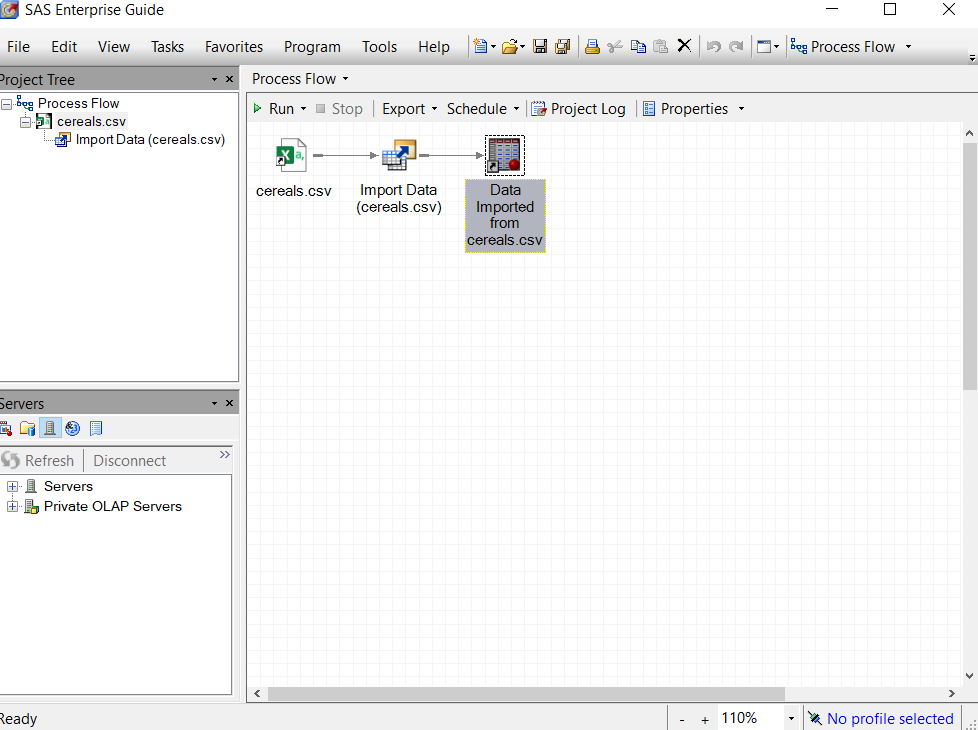 SAS Enterprise Guide
File Edit View Tasks Favorites Program Tools Help Process Flow
Project Tree
Process Flow
cereals.csv
Import Data (cereals.csv)
Process Flow
Run Stop Export Schedule Project Log Properties
cereals.csv
Import Data
(cereals.csv)
Data
Imported
from
cereals.csv
Servers
Refresh Disconnect
Servers
Private OLAP Servers
Ready
- + 110% No profile selected